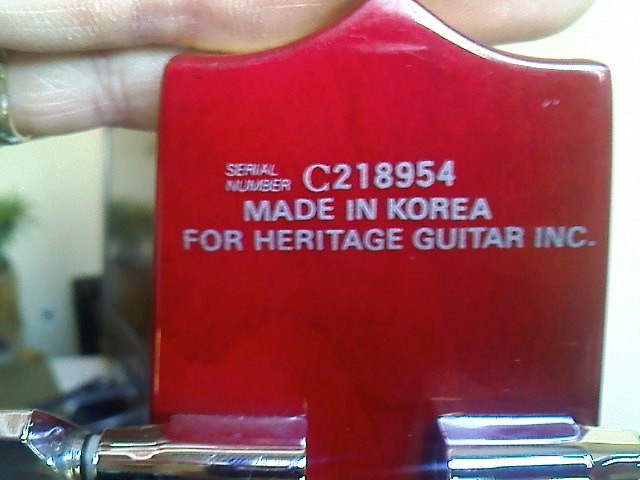 SERIAL NUMBER C218954
MADE IN KOREA
FOR HERITAGE GUITAR INC.